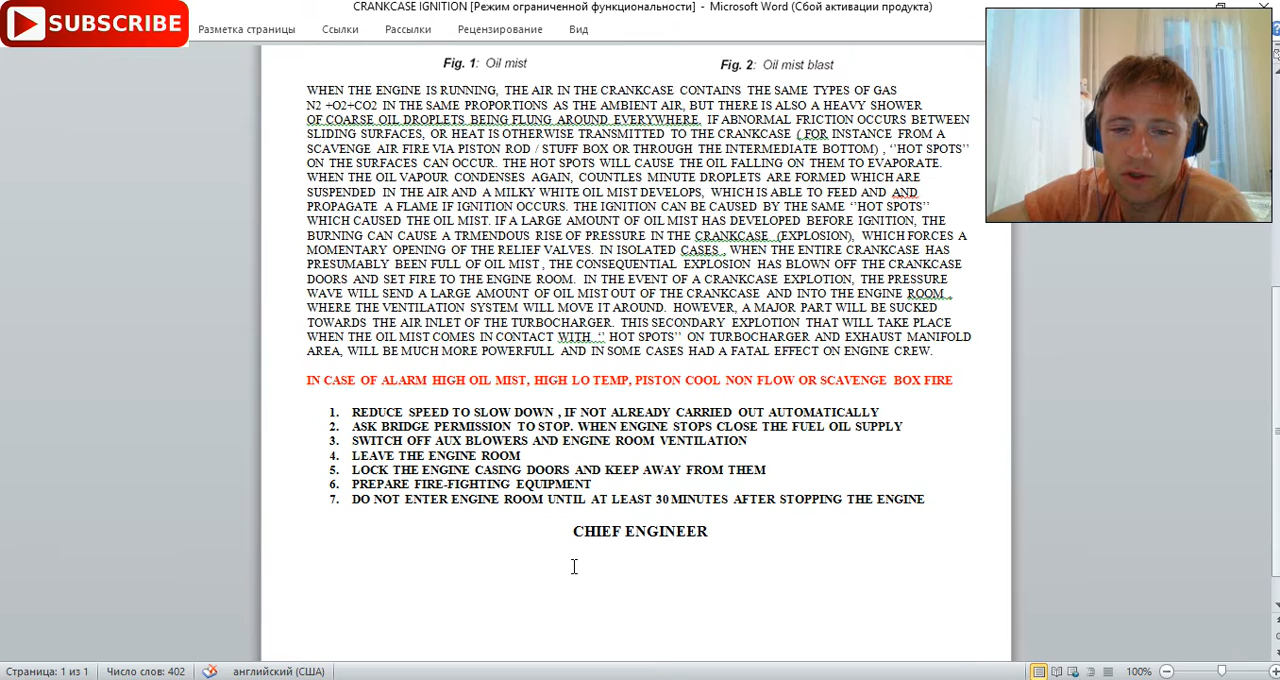 CRANKCASE IGNITION [Режим ограниченной функциональности] - Microsoft Word (Сбой активации продукта)
SUBSCRIBE
Разметка страницы Ссылки Рассылки Рецензирование Вид
Fig. 1: Oil mist Fig. 2: Oil mist blast
WHEN THE ENGINE IS RUNNING, THE AIR IN THE CRANKCASE CONTAINS THE SAME TYPES OF GAS
N2 +O2+CO2 IN THE SAME PROPORTIONS AS THE AMBIENT AIR, BUT THERE IS ALSO A HEAVY SHOWER
OF COARSE OIL DROPLETS BEING FLUNG AROUND EVERYWHERE. IF ABNORMAL FRICTION OCCURS BETWEEN
SLIDING SURFACES, OR HEAT IS OTHERWISE TRANSMITTED TO THE CRANKCASE ( FOR INSTANCE FROM A
SCAVENGE AIR FIRE VIA PISTON ROD / STUFF BOX OR THROUGH THE INTERMEDIATE BOTTOM) , ‘‘HOT SPOTS’’
ON THE SURFACES CAN OCCUR. THE HOT SPOTS WILL CAUSE THE OIL FALLING ON THEM TO EVAPORATE.
WHEN THE OIL VAPOUR CONDENSES AGAIN, COUNTLES MINUTE DROPLETS ARE FORMED WHICH ARE
SUSPENDED IN THE AIR AND A MILKY WHITE OIL MIST DEVELOPS, WHICH IS ABLE TO FEED AND AND
PROPAGATE A FLAME IF IGNITION OCCURS. THE IGNITION CAN BE CAUSED BY THE SAME ‘‘HOT SPOTS’’
WHICH CAUSED THE OIL MIST. IF A LARGE AMOUNT OF OIL MIST HAS DEVELOPED BEFORE IGNITION, THE
BURNING CAN CAUSE A TRMENDOUS RISE OF PRESSURE IN THE CRANKCASE (EXPLOSION), WHICH FORCES A
MOMENTARY OPENING OF THE RELIEF VALVES. IN ISOLATED CASES , WHEN THE ENTIRE CRANKCASE HAS
PRESUMABLY BEEN FULL OF OIL MIST , THE CONSEQUENTIAL EXPLOSION HAS BLOWN OFF THE CRANKCASE
DOORS AND SET FIRE TO THE ENGINE ROOM. IN THE EVENT OF A CRANKCASE EXPLOTION, THE PRESSURE
WAVE WILL SEND A LARGE AMOUNT OF OIL MIST OUT OF THE CRANKCASE AND INTO THE ENGINE ROOM ,
WHERE THE VENTILATION SYSTEM WILL MOVE IT AROUND. HOWEVER, A MAJOR PART WILL BE SUCKED
TOWARDS THE AIR INLET OF THE TURBOCHARGER. THIS SECONDARY EXPLOTION THAT WILL TAKE PLACE
WHEN THE OIL MIST COMES IN CONTACT WITH ‘‘ HOT SPOTS’’ ON TURBOCHARGER AND EXHAUST MANIFOLD
AREA, WILL BE MUCH MORE POWERFULL AND IN SOME CASES HAD A FATAL EFFECT ON ENGINE CREW.
IN CASE OF ALARM HIGH OIL MIST, HIGH LO TEMP, PISTON COOL NON FLOW OR SCAVENGE BOX FIRE
1. REDUCE SPEED TO SLOW DOWN , IF NOT ALREADY CARRIED OUT AUTOMATICALLY
2. ASK BRIDGE PERMISSION TO STOP. WHEN ENGINE STOPS CLOSE THE FUEL OIL SUPPLY
3. SWITCH OFF AUX BLOWERS AND ENGINE ROOM VENTILATION
4. LEAVE THE ENGINE ROOM
5. LOCK THE ENGINE CASING DOORS AND KEEP AWAY FROM THEM
6. PREPARE FIRE-FIGHTING EQUIPMENT
7. DO NOT ENTER ENGINE ROOM UNTIL AT LEAST 30 MINUTES AFTER STOPPING THE ENGINE
CHIEF ENGINEER
Страница: 1 из 1 Число слов: 402 английский (США) 100%